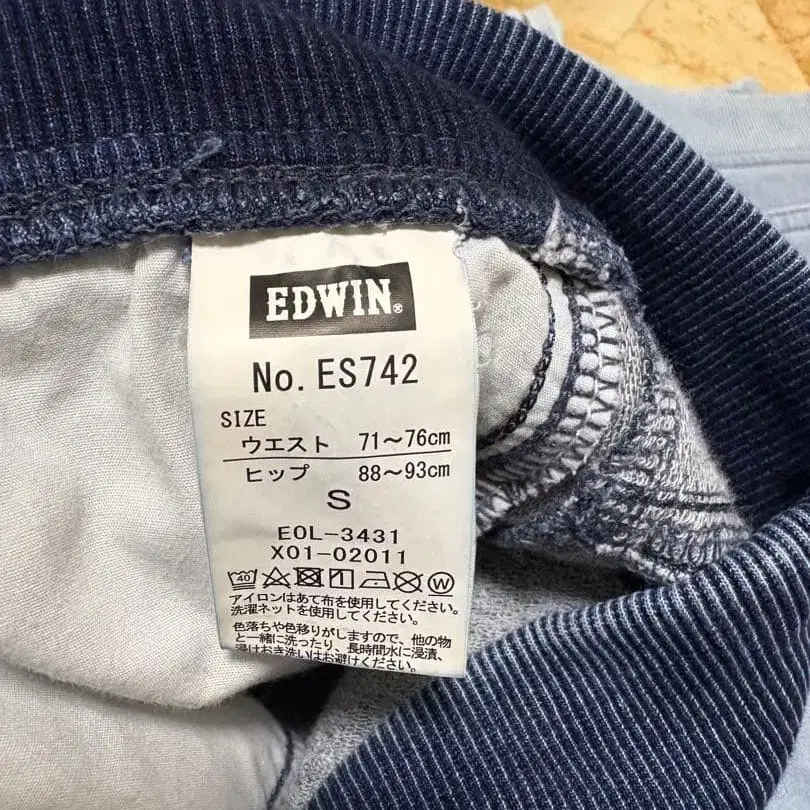 EDWIN®
No. ES742
SIZE
ウエスト 71～76cm
ヒップ 88～93cm
S
EOL-3431
X01-02011
40 W
アイロンはあて布を使用してください。
洗濯ネットを使用してください。
色落ちや色移りがしますので、他の物
と一緒に洗ったり、長時間水に浸漬、
浸けおき洗いはお避けください。